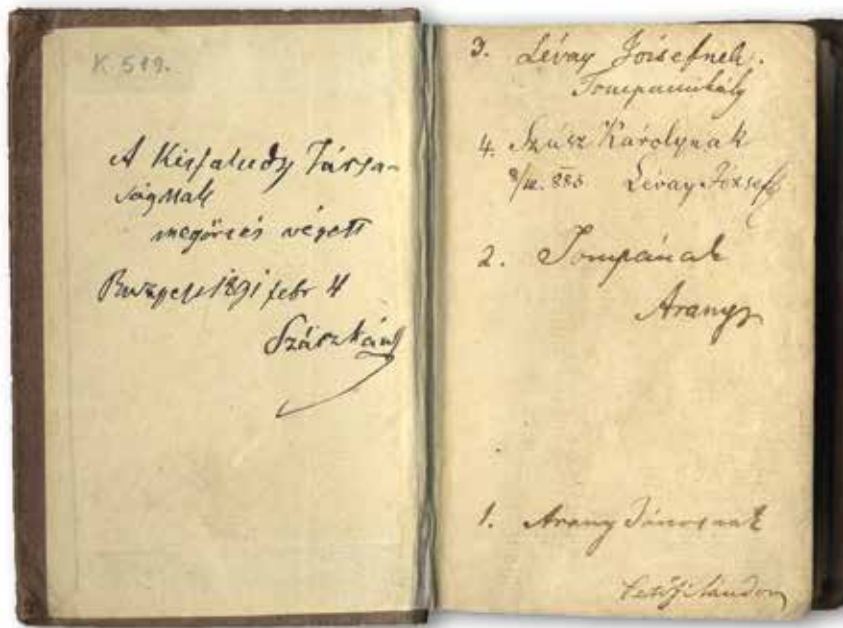 K 519.
A Kisfaludy Társa-
ságnak
megőrzés végett
Budapest 1891 febr 4
Szász Károly
3. Lévay Józsefnek.
Tompa Mihály
4. Szász Károlynak
885 Lévay József
2. Tompának
Arany
1. Arany Jánosnak
Petőfi Sándor